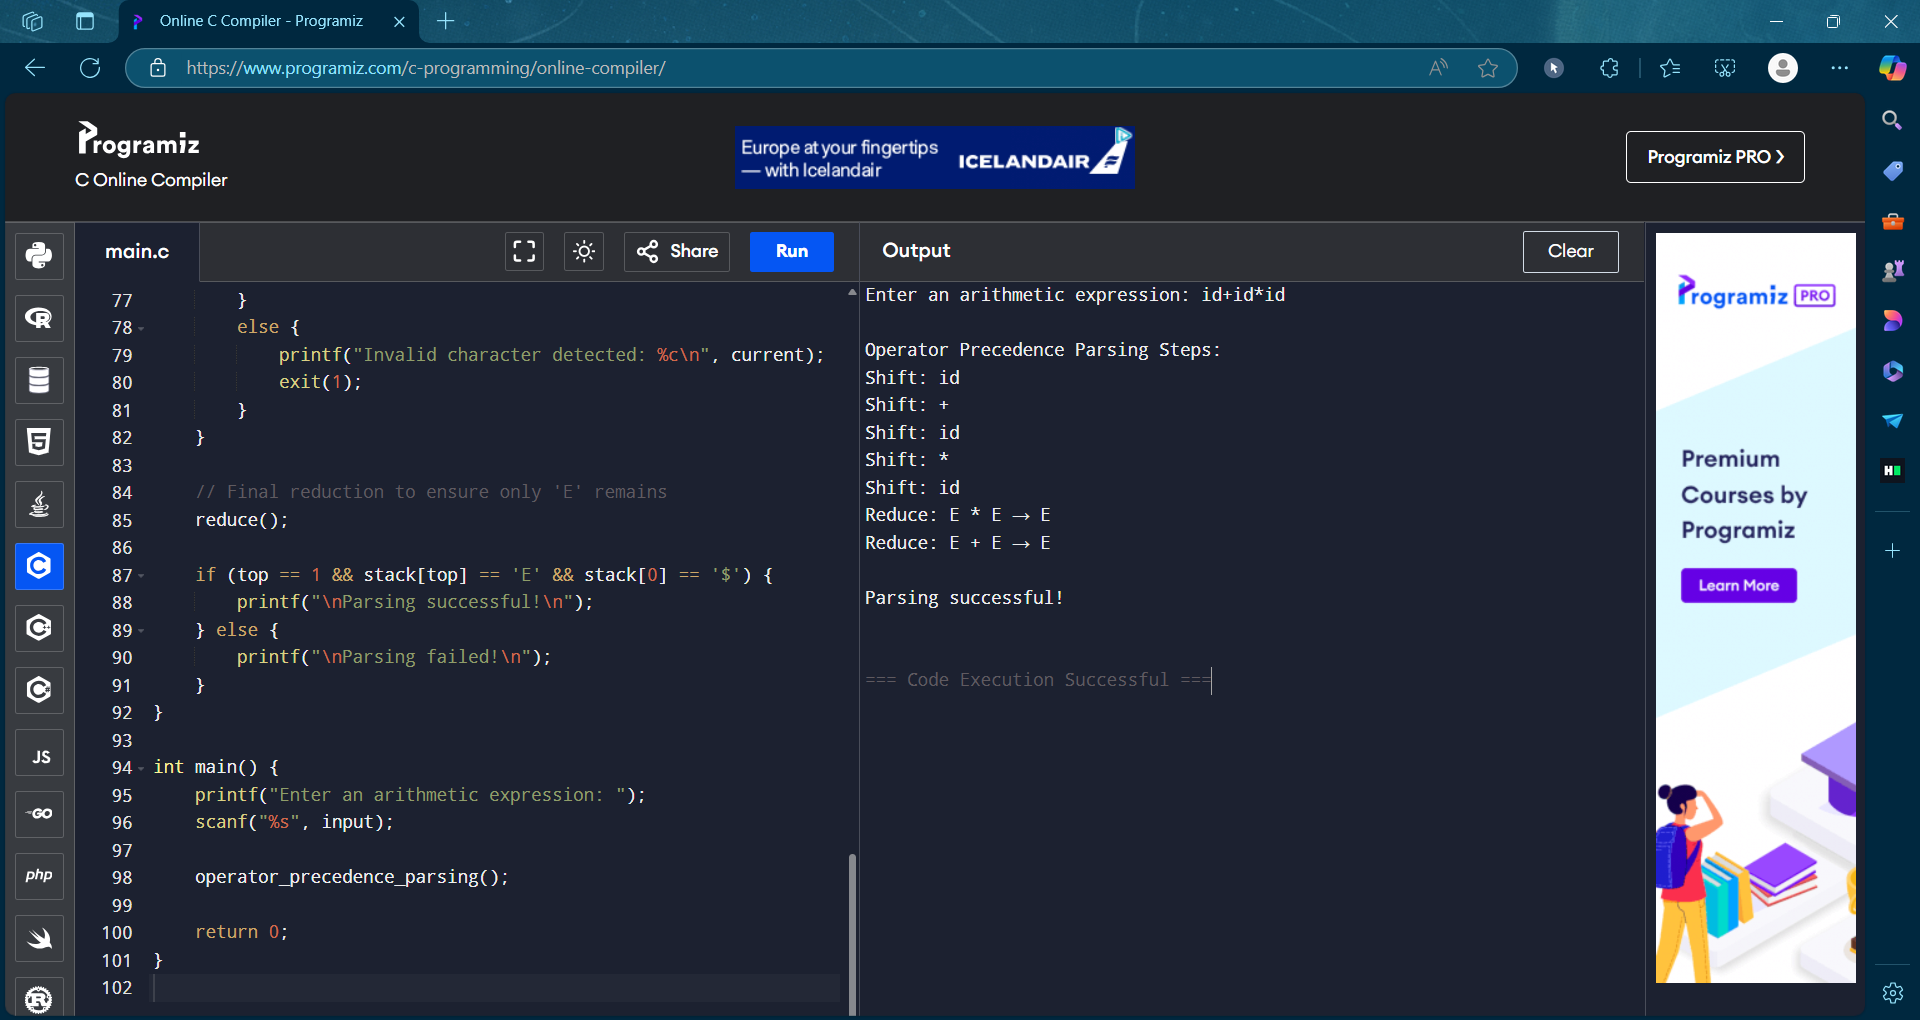 Online C Compiler - Programiz
https://www.programiz.com/c-programming/online-compiler/
Programiz
C Online Compiler
Europe at your fingertips
— with Icelandair
ICELANDAIR
Programiz PRO ❯
main.c
Share
Run
Output
Clear
77 }
78 else {
79 printf("Invalid character detected: %c\n", current);
80 exit(1);
81 }
82 }
83
84 // Final reduction to ensure only 'E' remains
85 reduce();
86
87 if (top == 1 && stack[top] == 'E' && stack[0] == '$') {
88 printf("\nParsing successful!\n");
89 } else {
90 printf("\nParsing failed!\n");
91 }
92 }
93
94 int main() {
95 printf("Enter an arithmetic expression: ");
96 scanf("%s", input);
97
98 operator_precedence_parsing();
99
100 return 0;
101 }
102
Enter an arithmetic expression: id+id*id
Operator Precedence Parsing Steps:
Shift: id
Shift: +
Shift: id
Shift: *
Shift: id
Reduce: E * E → E
Reduce: E + E → E
Parsing successful!
=== Code Execution Successful ===
Programiz PRO
Premium
Courses by
Programiz
Learn More
R
5
C
C
C
JS
GO
php
R
H